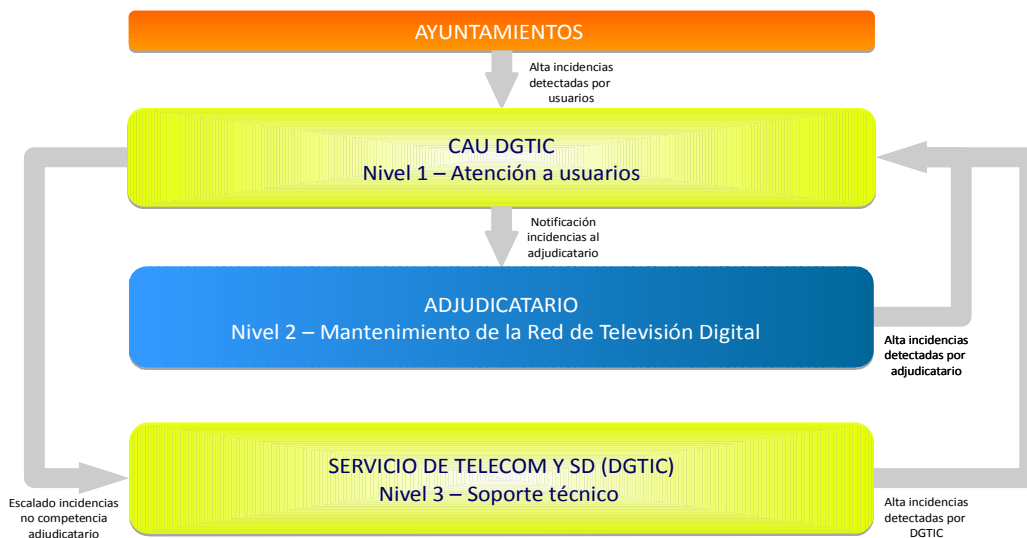 AYUNTAMIENTOS
Alta incidencias
detectadas por
usuarios
CAU DGTIC
Nivel 1 – Atención a usuarios
Notificación
incidencias al
adjudicatario
ADJUDICATARIO
Nivel 2 – Mantenimiento de la Red de Televisión Digital
Alta incidencias
detectadas por
adjudicatario
SERVICIO DE TELECOM Y SD (DGTIC)
Nivel 3 – Soporte técnico
Escalado incidencias
no competencia
adjudicatario
Alta incidencias
detectadas por
DGTIC